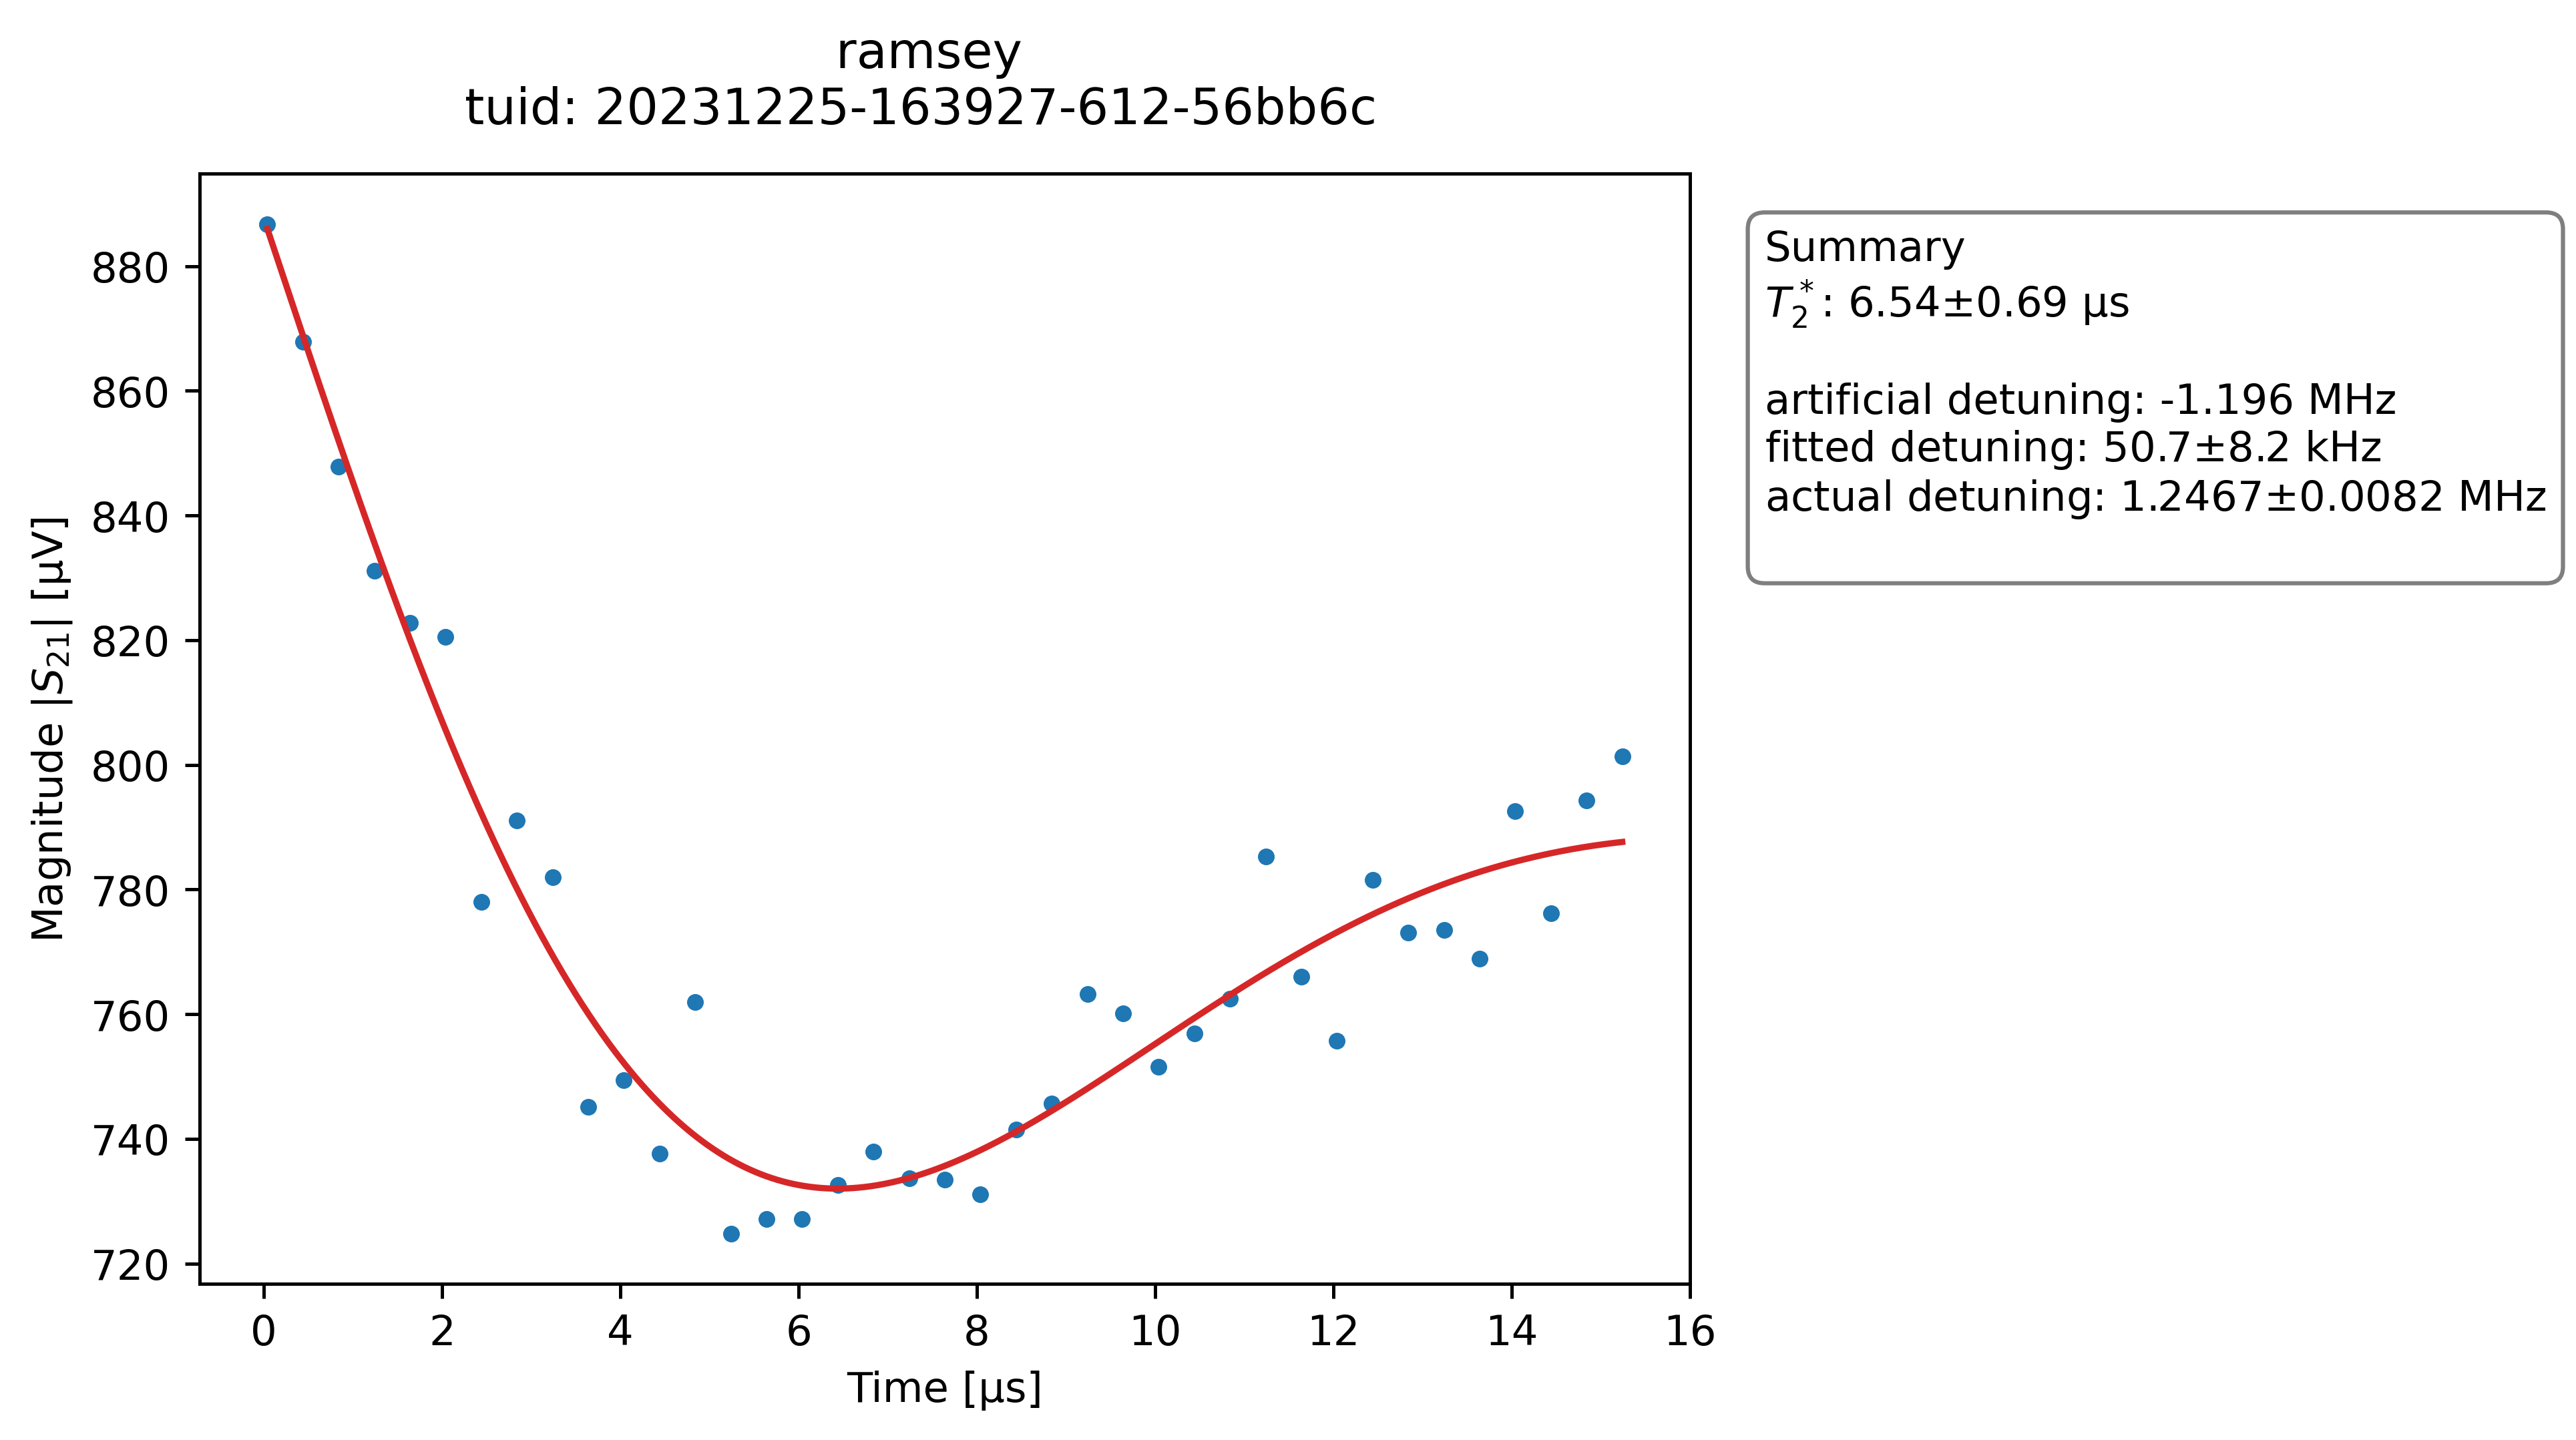 ramsey
tuid: 20231225-163927-612-56bb6c
Magnitude |S21| [µV]
880
860
840
820
800
780
760
740
720
0 2 4 6 8 10 12 14 16
Time [µs]
Summary
T2*: 6.54±0.69 µs
artificial detuning: -1.196 MHz
fitted detuning: 50.7±8.2 kHz
actual detuning: 1.2467±0.0082 MHz